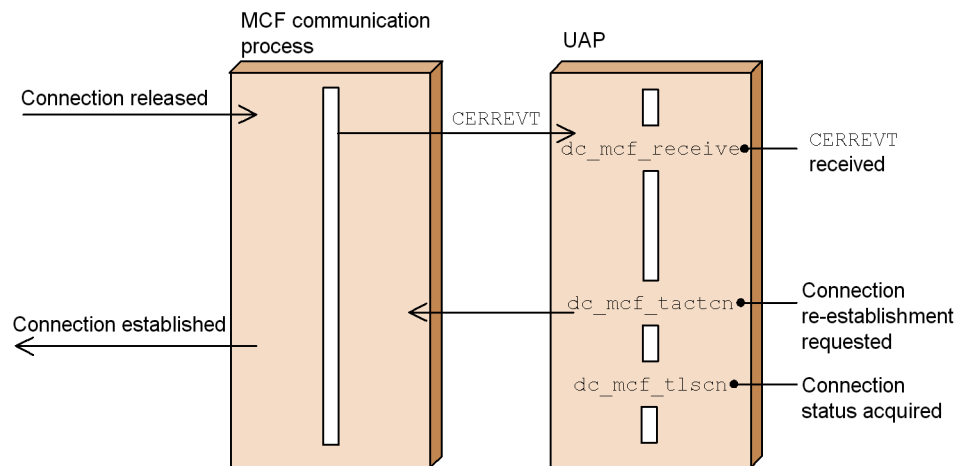 MCF communication
process
UAP
Connection released
CERREVT
dc_mcf_receive
CERREVT
received
dc_mcf_tactcn
Connection
re-establishment
requested
Connection established
dc_mcf_tlscn
Connection
status acquired